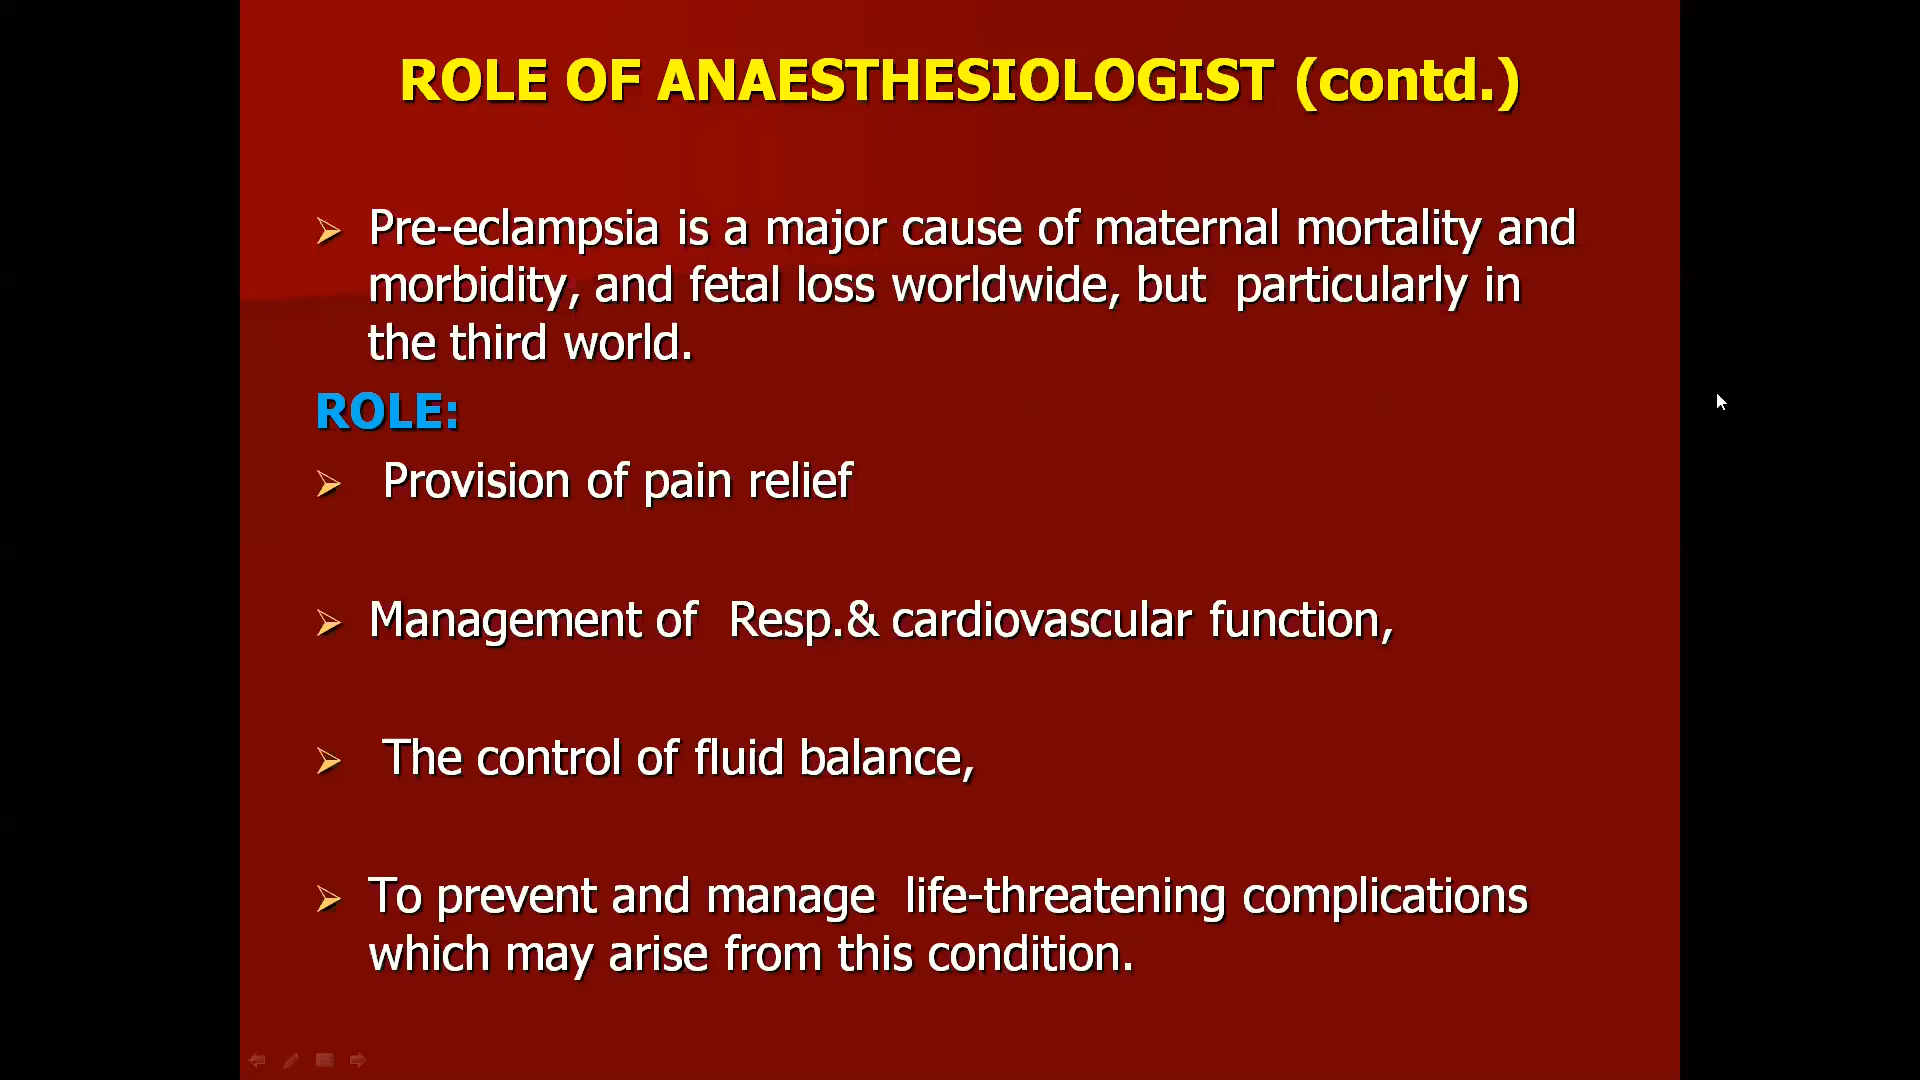 ROLE OF ANAESTHESIOLOGIST (contd.)
Pre-eclampsia is a major cause of maternal mortality and
morbidity, and fetal loss worldwide, but  particularly in
the third world.
ROLE:
Provision of pain relief
Management of  Resp.& cardiovascular function,
The control of fluid balance,
To prevent and manage  life-threatening complications
which may arise from this condition.